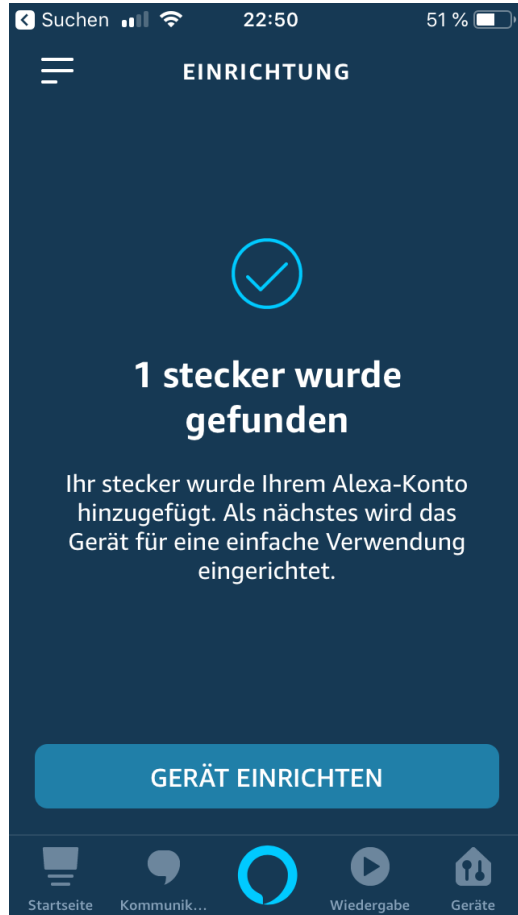 Suchen 22:50 51 %
EINRICHTUNG
1 stecker wurde
gefunden
Ihr stecker wurde Ihrem Alexa-Konto
hinzugefügt. Als nächstes wird das
Gerät für eine einfache Verwendung
eingerichtet.
GERÄT EINRICHTEN
Startseite Kommunik... Wiedergabe Geräte